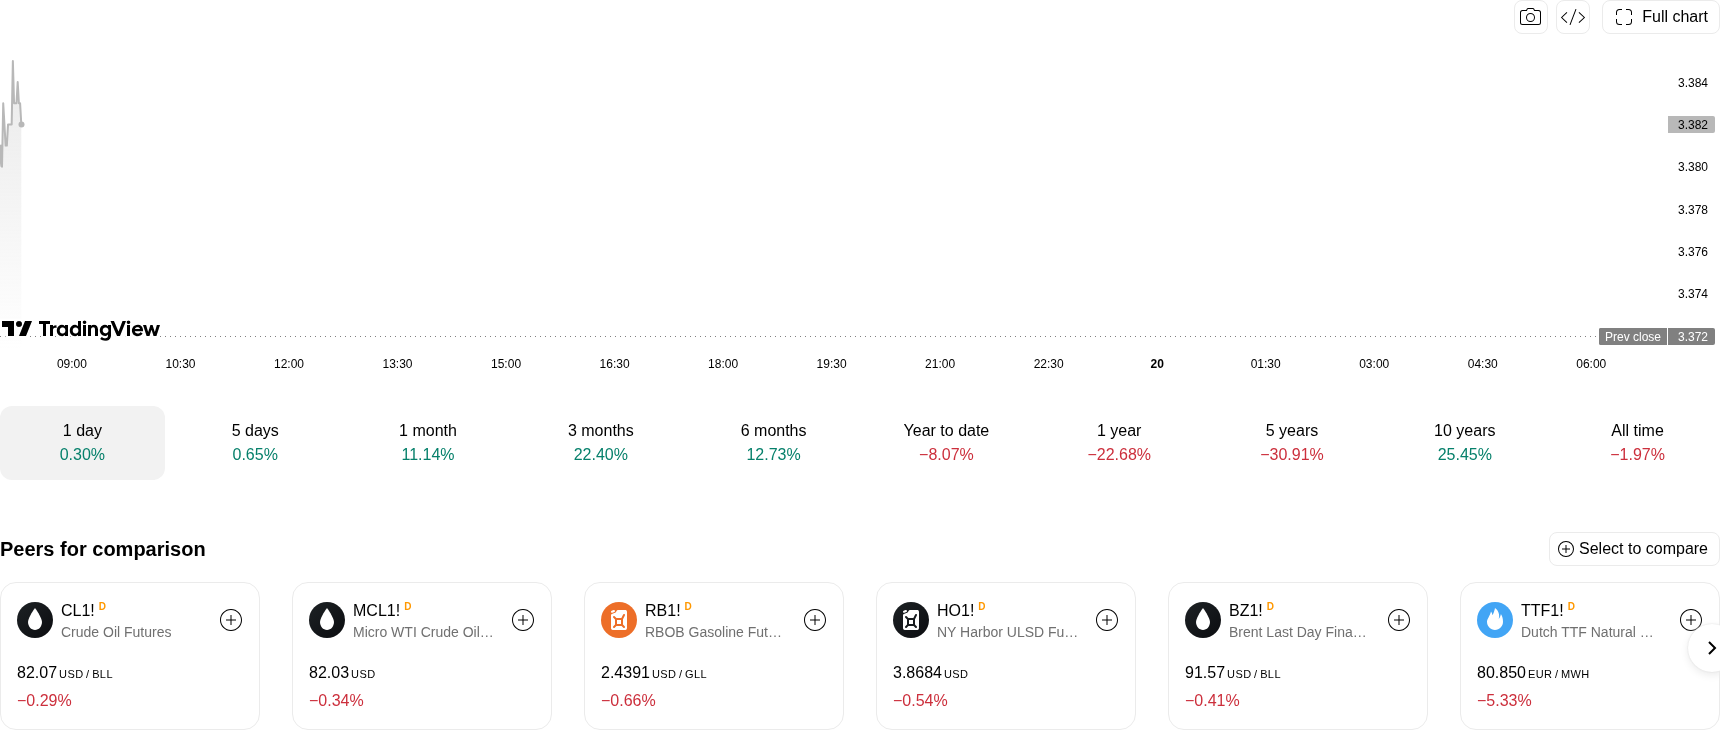 Full chart
3.384
3.382
3.380
3.378
3.376
3.374
TradingView
Prev close 3.372
09:00 10:30 12:00 13:30 15:00 16:30 18:00 19:30 21:00 22:30 20 01:30 03:00 04:30 06:00
1 day 5 days 1 month 3 months 6 months Year to date 1 year 5 years 10 years All time
0.30% 0.65% 11.14% 22.40% 12.73% −8.07% −22.68% −30.91% 25.45% −1.97%
Peers for comparison
Select to compare
CL1! D
Crude Oil Futures
82.07 USD / BLL
−0.29%
MCL1! D
Micro WTI Crude Oil…
82.03 USD
−0.34%
RB1! D
RBOB Gasoline Fut…
2.4391 USD / GLL
−0.66%
HO1! D
NY Harbor ULSD Fu…
3.8684 USD
−0.54%
BZ1! D
Brent Last Day Fina…
91.57 USD / BLL
−0.41%
TTF1! D
Dutch TTF Natural …
80.850 EUR / MWH
−5.33%